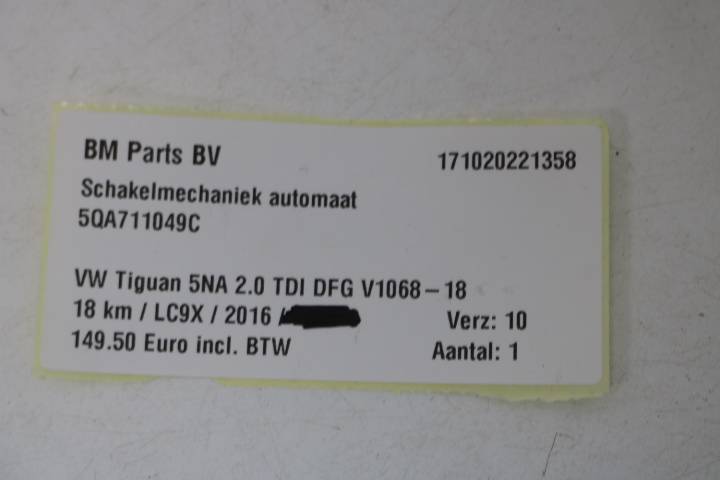 BM Parts BV 171020221358
Schakelmechaniek automaat
5QA711049C
VW Tiguan 5NA 2.0 TDI DFG V1068-18
18 km / LC9X / 2016 / Verz: 10
149.50 Euro incl. BTW Aantal: 1